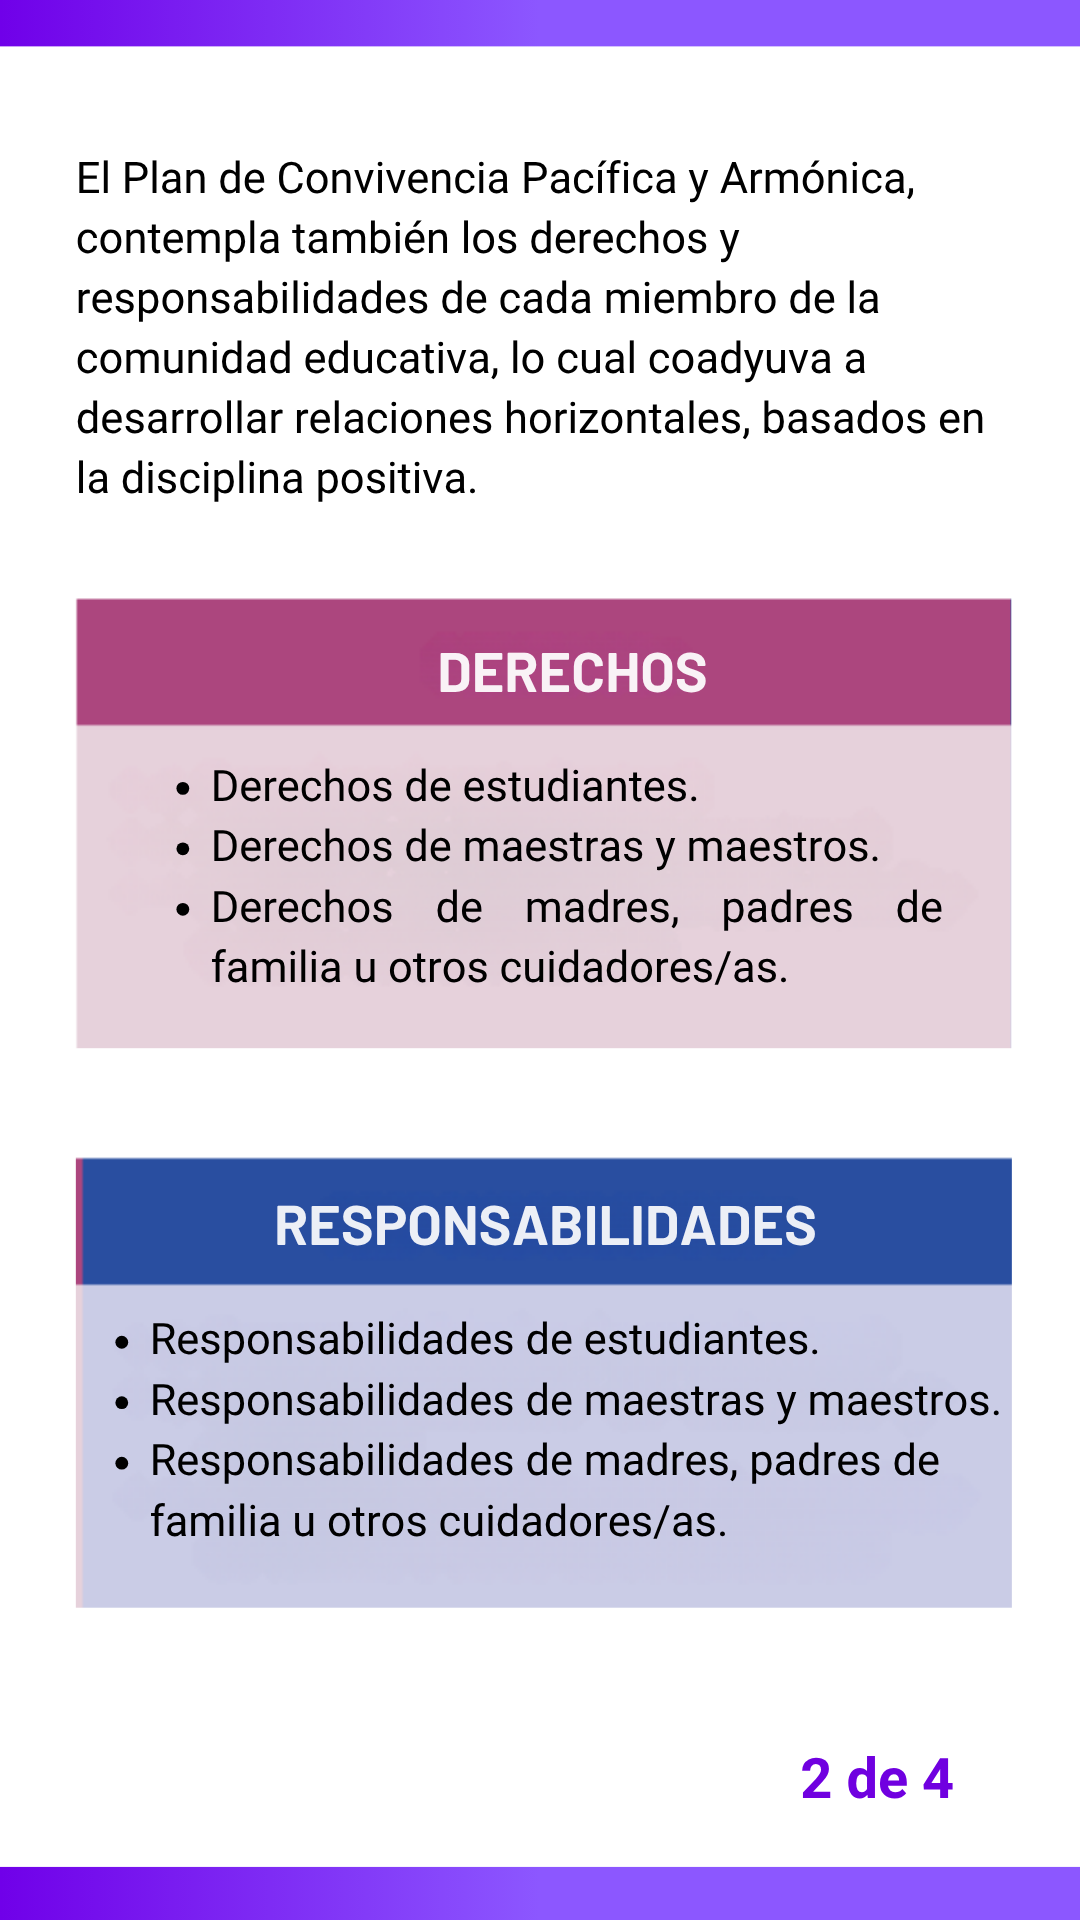 El Plan de Convivencia Pacífica y Armónica,
contempla también los derechos y
responsabilidades de cada miembro de la
comunidad educativa, lo cual coadyuva a
desarrollar relaciones horizontales, basados en
la disciplina positiva.
DERECHOS
• Derechos de estudiantes.
• Derechos de maestras y maestros.
• Derechos de madres, padres de
familia u otros cuidadores/as.
RESPONSABILIDADES
• Responsabilidades de estudiantes.
• Responsabilidades de maestras y maestros.
• Responsabilidades de madres, padres de
familia u otros cuidadores/as.
2 de 4